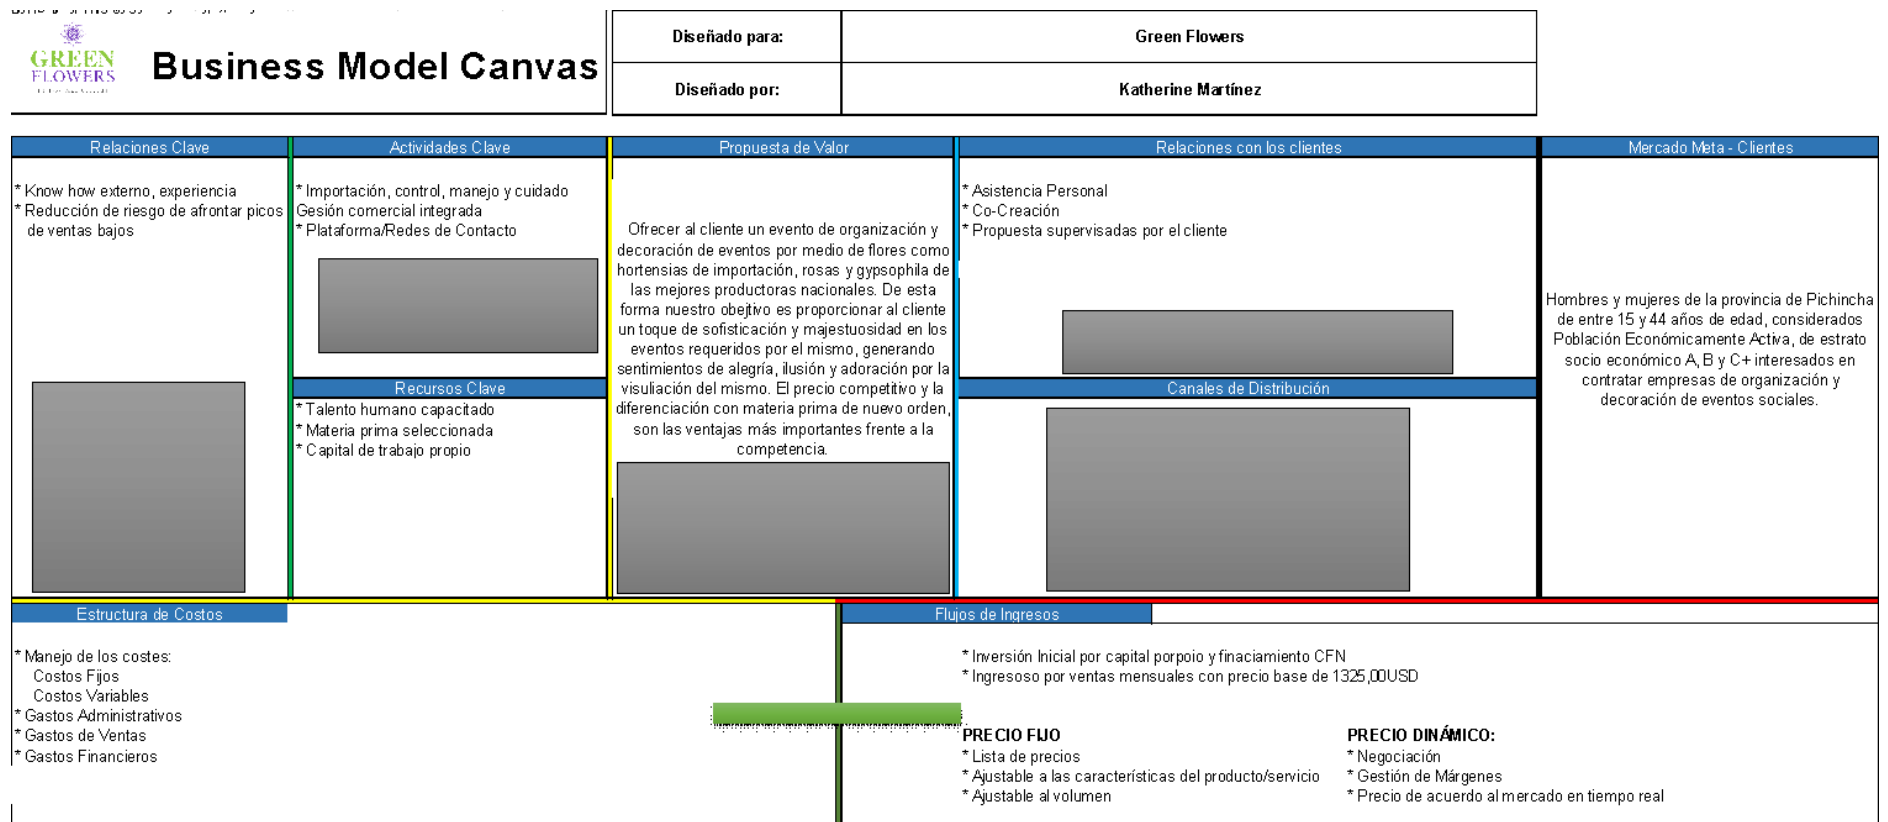 GREEN
FLOWERS
Business Model Canvas
Diseñado para:
Green Flowers
Diseñado por:
Katherine Martínez
Relaciones Clave
* Know how externo, experiencia
* Reducción de riesgo de afrontar picos
de ventas bajos
Actividades Clave
* Importación, control, manejo y cuidado
Gesión comercial integrada
* Plataforma/Redes de Contacto
Recursos Clave
* Talento humano capacitado
* Materia prima seleccionada
* Capital de trabajo propio
Propuesta de Valor
Ofrecer al cliente un evento de organización y
decoración de eventos por medio de flores como
hortensias de importación, rosas y gypsophila de
las mejores productoras nacionales. De esta
forma nuestro obejtivo es proporcionar al cliente
un toque de sofisticación y majestuosidad en los
eventos requeridos por el mismo, generando
sentimientos de alegría, ilusión y adoración por la
visuliación del mismo. El precio competitivo y la
diferenciación con materia prima de nuevo orden,
son las ventajas más importantes frente a la
competencia.
Relaciones con los clientes
* Asistencia Personal
* Co-Creación
* Propuesta supervisadas por el cliente
Canales de Distribución
Mercado Meta - Clientes
Hombres y mujeres de la provincia de Pichincha
de entre 15 y 44 años de edad, considerados
Población Económicamente Activa, de estrato
socio económico A, B y C+ interesados en
contratar empresas de organización y
decoración de eventos sociales.
Estructura de Costos
* Manejo de los costes:
Costos Fijos
Costos Variables
* Gastos Administrativos
* Gastos de Ventas
* Gastos Financieros
Flujos de Ingresos
* Inversión Inicial por capital porpoio y finaciamiento CFN
* Ingresoso por ventas mensuales con precio base de 1325,00USD
PRECIO FIJO
* Lista de precios
* Ajustable a las características del producto/servicio
* Ajustable al volumen
PRECIO DINÁMICO:
* Negociación
* Gestión de Márgenes
* Precio de acuerdo al mercado en tiempo real